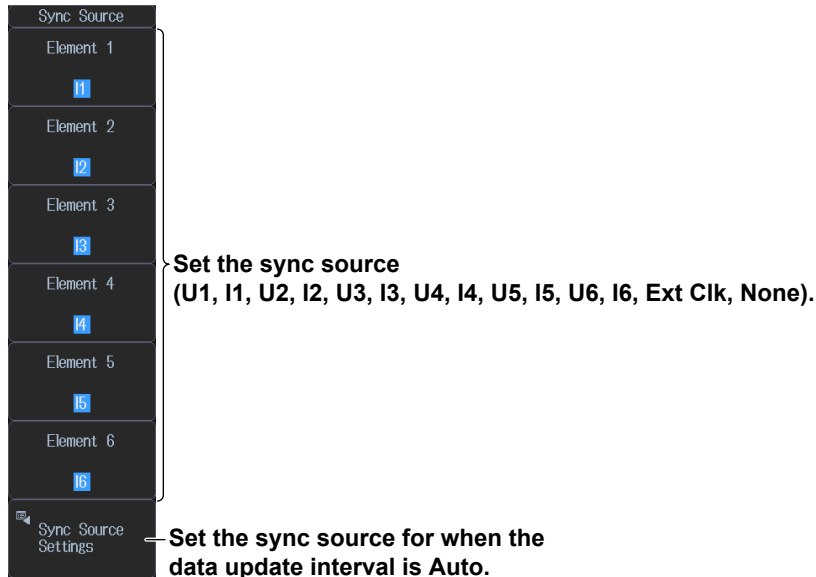 Sync Source
Element 1
I1
Element 2
I2
Element 3
I3
Element 4
I4
Element 5
I5
Element 6
I6
Sync Source
Settings
Set the sync source
(U1, I1, U2, I2, U3, I3, U4, I4, U5, I5, U6, I6, Ext Clk, None).
Set the sync source for when the
data update interval is Auto.